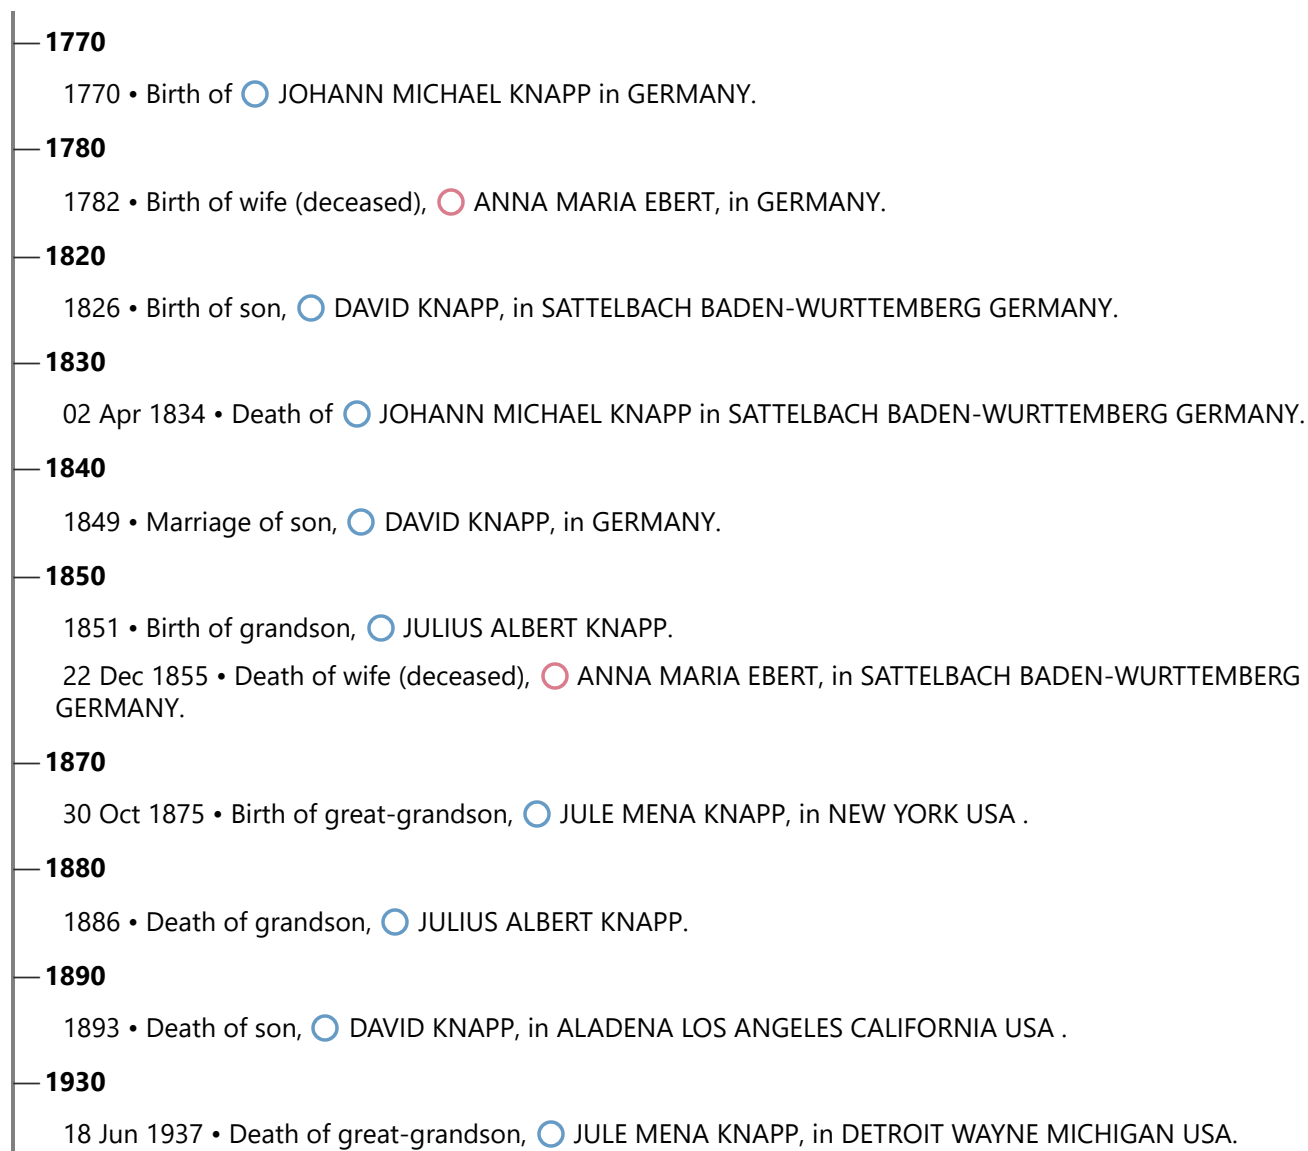 1770
1770 • Birth of JOHANN MICHAEL KNAPP in GERMANY.
1780
1782 • Birth of wife (deceased), ANNA MARIA EBERT, in GERMANY.
1820
1826 • Birth of son, DAVID KNAPP, in SATTELBACH BADEN-WURTTEMBERG GERMANY.
1830
02 Apr 1834 • Death of JOHANN MICHAEL KNAPP in SATTELBACH BADEN-WURTTEMBERG GERMANY.
1840
1849 • Marriage of son, DAVID KNAPP, in GERMANY.
1850
1851 • Birth of grandson, JULIUS ALBERT KNAPP.
22 Dec 1855 • Death of wife (deceased), ANNA MARIA EBERT, in SATTELBACH BADEN-WURTTEMBERG
GERMANY.
1870
30 Oct 1875 • Birth of great-grandson, JULE MENA KNAPP, in NEW YORK USA .
1880
1886 • Death of grandson, JULIUS ALBERT KNAPP.
1890
1893 • Death of son, DAVID KNAPP, in ALADENA LOS ANGELES CALIFORNIA USA .
1930
18 Jun 1937 • Death of great-grandson, JULE MENA KNAPP, in DETROIT WAYNE MICHIGAN USA.